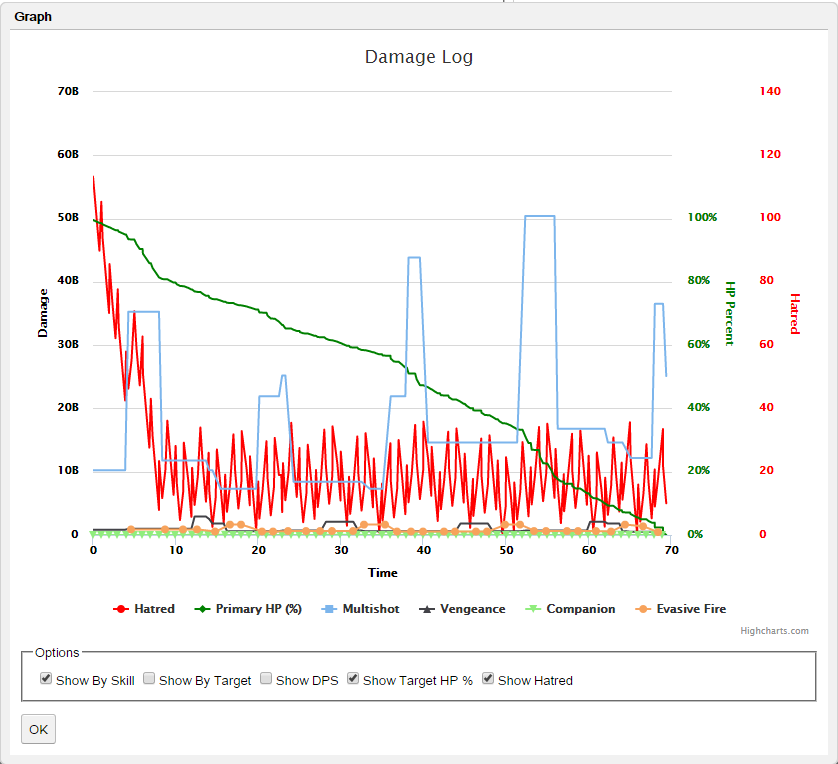 Graph
Damage Log
70B 140
60B 120
50B 100% 100
40B 80% 80
30B 60% 60
20B 40% 40
10B 20% 20
0 0% 0
Damage
HP Percent
Hatred
0 10 20 30 40 50 60 70
Time
Hatred Primary HP (%) Multishot Vengeance Companion Evasive Fire
Highcharts.com
Options
Show By Skill Show By Target Show DPS Show Target HP % Show Hatred
OK